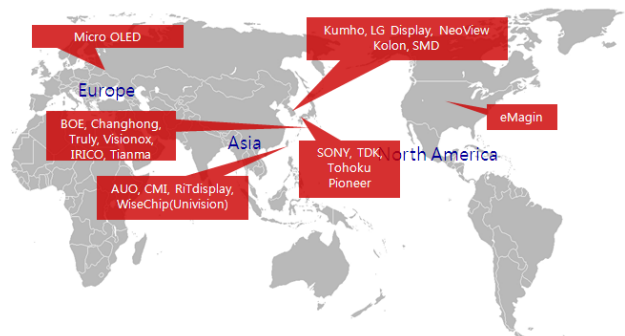 Micro OLED
Kumho, LG Display, NeoView
Kolon, SMD
Europe
eMagin
BOE, Changhong,
Truly, Visionox,
IRICO, Tianma
Asia
SONY, TDK,
Tohoku
Pioneer
North America
AUO, CMI, RiTdisplay,
WiseChip(Univision)